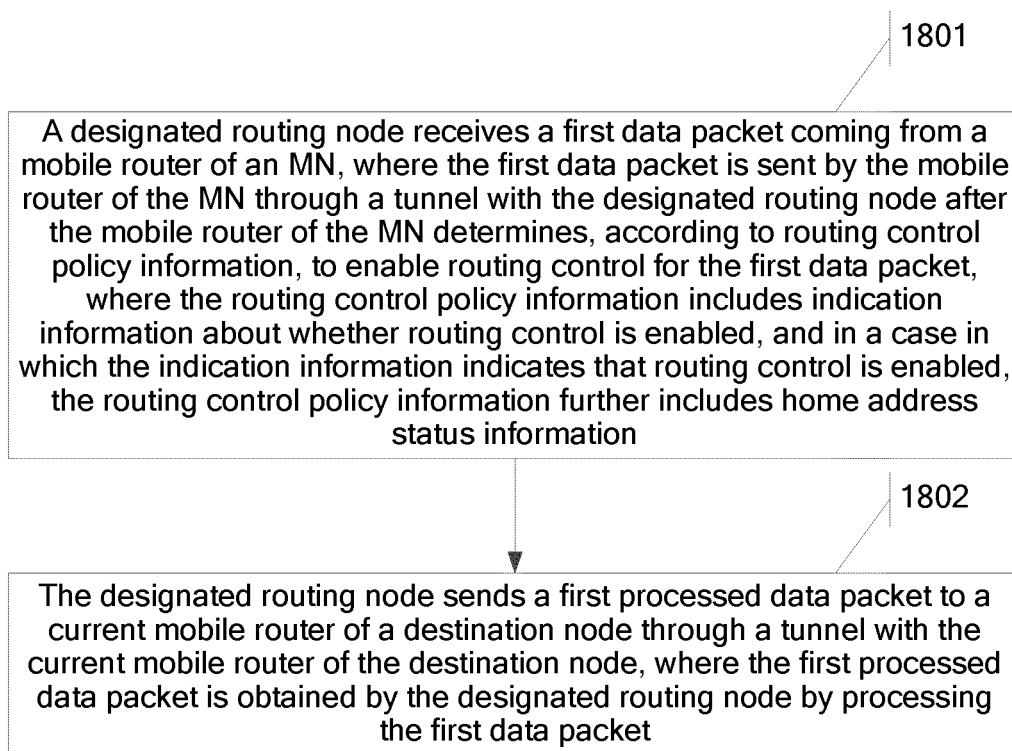 1801
A designated routing node receives a first data packet coming from a
mobile router of an MN, where the first data packet is sent by the mobile
router of the MN through a tunnel with the designated routing node after
the mobile router of the MN determines, according to routing control
policy information, to enable routing control for the first data packet,
where the routing control policy information includes indication
information about whether routing control is enabled, and in a case in
which the indication information indicates that routing control is enabled,
the routing control policy information further includes home address
status information
1802
The designated routing node sends a first processed data packet to a
current mobile router of a destination node through a tunnel with the
current mobile router of the destination node, where the first processed
data packet is obtained by the designated routing node by processing
the first data packet